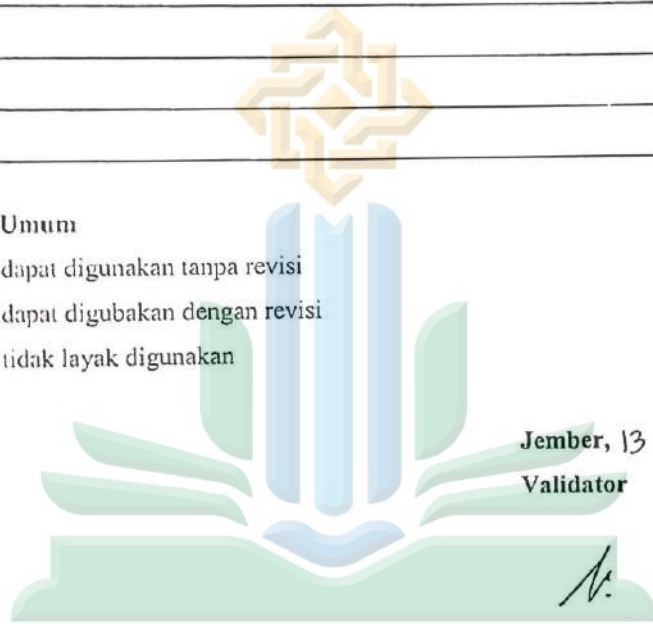 Umum
dapat digunakan tanpa revisi
dapat digubakan dengan revisi
tidak layak digunakan
Jember, 13
Validator